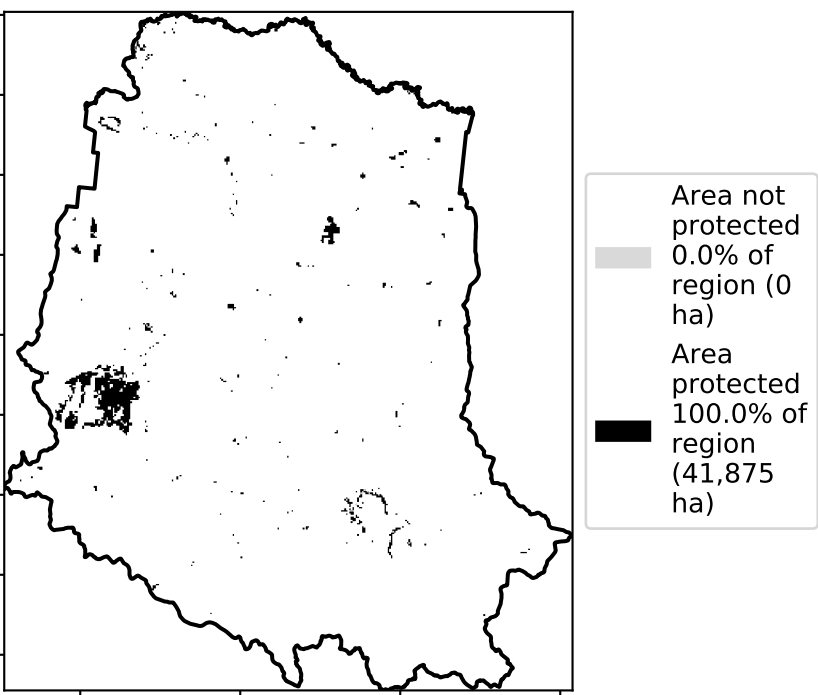 Area not
protected
0.0% of
region (0
ha)
Area
protected
100.0% of
region
(41,875
ha)